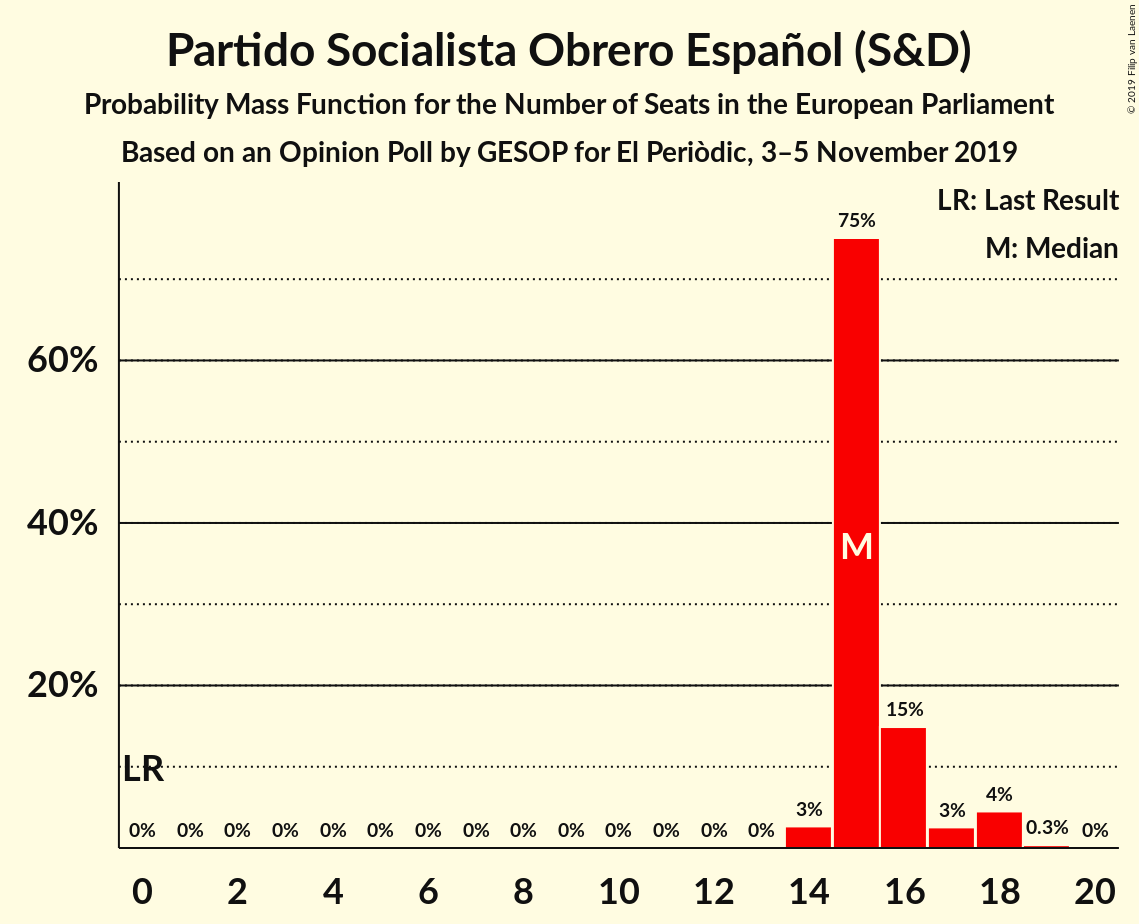 Partido Socialista Obrero Español (S&D)
Probability Mass Function for the Number of Seats in the European Parliament
Based on an Opinion Poll by GESOP for El Periòdic, 3–5 November 2019
© 2019 Filip van Laenen
LR: Last Result
M: Median
75%
60%
40%
M
20%
15%
LR
0% 0% 0% 0% 0% 0% 0% 0% 0% 0% 0% 0% 0% 0% 3% 3% 4% 0.3% 0%
0 2 4 6 8 10 12 14 16 18 20